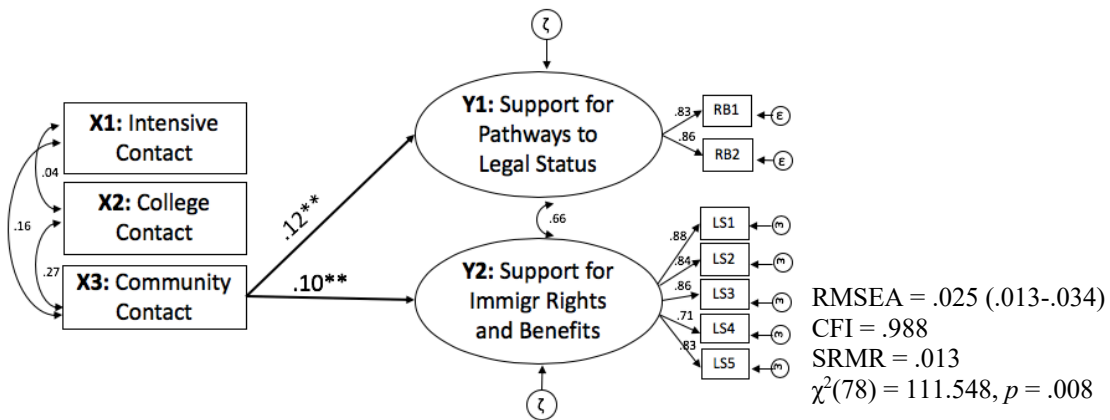 ζ
X1: Intensive
Contact
.04
X2: College
Contact
.16
.27
X3: Community
Contact
.12**
.10**
Y1: Support for
Pathways to
Legal Status
.83
RB1
ε
.86
RB2
ε
.66
Y2: Support for
Immigr Rights
and Benefits
.88
LS1
ε
.84
LS2
ε
.86
LS3
ε
.71
LS4
ε
.83
LS5
ε
ζ
RMSEA = .025 (.013-.034)
CFI = .988
SRMR = .013
χ²(78) = 111.548, p = .008